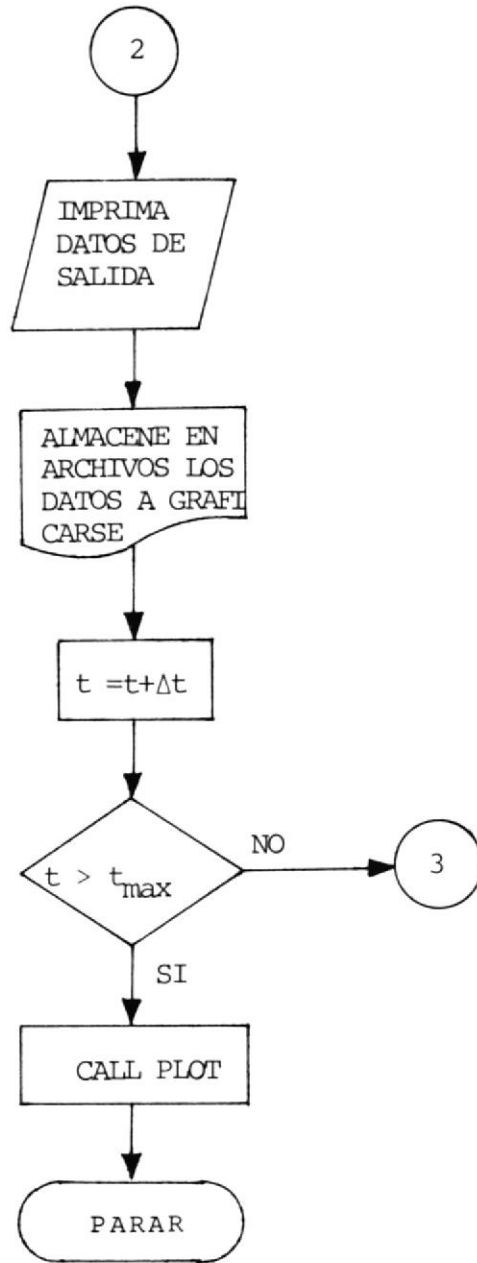 2
IMPRIMA
DATOS DE
SALIDA
ALMACENE EN
ARCHIVOS LOS
DATOS A GRAFI
CARSE
t =t+Δt
t > tmax
NO
3
SI
CALL PLOT
PARAR